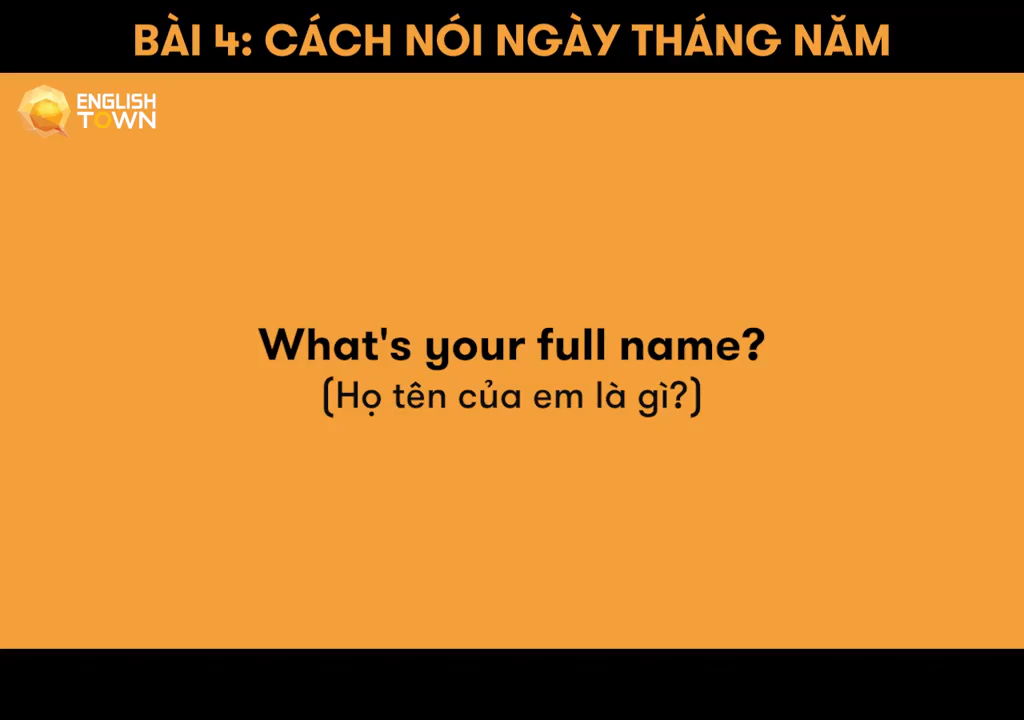 BÀI 4: CÁCH NÓI NGÀY THÁNG NĂM
ENGLISH
TOWN
What's your full name?
(Họ tên của em là gì?)